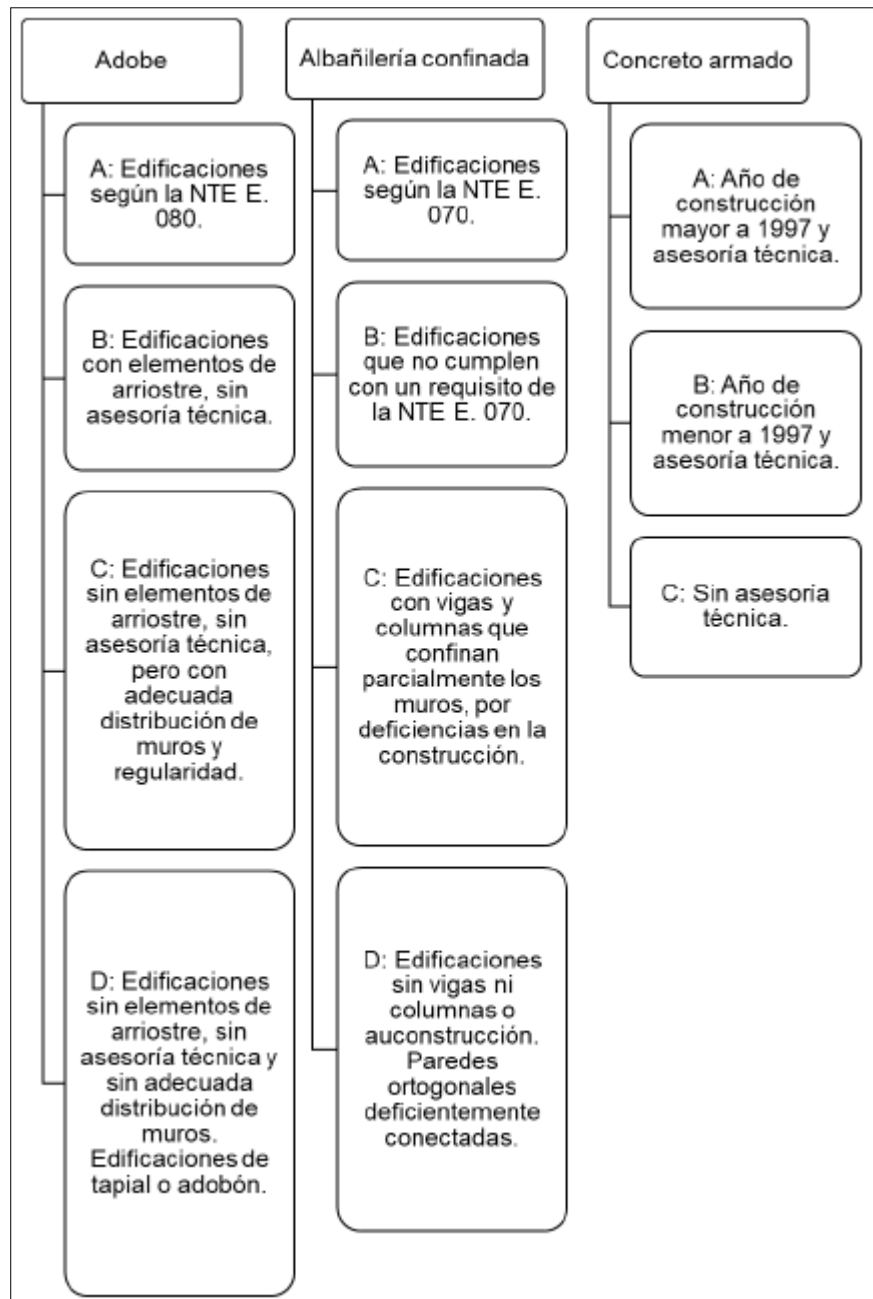 Adobe
A: Edificaciones
según la NTE E.
080.
B: Edificaciones
con elementos de
arriostre, sin
asesoría técnica.
C: Edificaciones
sin elementos de
arriostre, sin
asesoría técnica,
pero con
adecuada
distribución de
muros y
regularidad.
D: Edificaciones
sin elementos de
arriostre, sin
asesoría técnica y
sin adecuada
distribución de
muros.
Edificaciones de
tapial o adobón.
Albañilería confinada
A: Edificaciones
según la NTE E.
070.
B: Edificaciones
que no cumplen
con un requisito de
la NTE E. 070.
C: Edificaciones
con vigas y
columnas que
confinan
parcialmente los
muros, por
deficiencias en la
construcción.
D: Edificaciones
sin vigas ni
columnas o
auconstrucción.
Paredes
ortogonales
deficientemente
conectadas.
Concreto armado
A: Año de
construcción
mayor a 1997 y
asesoría técnica.
B: Año de
construcción
menor a 1997 y
asesoría técnica.
C: Sin asesoría
técnica.